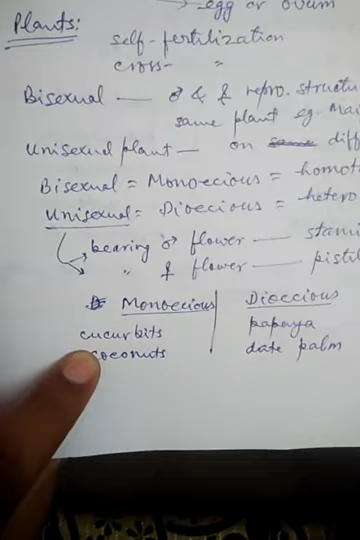 → egg or ovum
Plants:
self-fertilization
cross- "
Bisexual — ♂ & ♀ repro. structu
same plant eg. Mai
Unisexual plant — on same diff
Bisexual = Monoecious = homot
Unisexual = Dioecious = hetero
bearing ♂ flower — stami
" ♀ flower — pistil
Monoecious Dioecious
cucurbits papaya
coconuts date palm